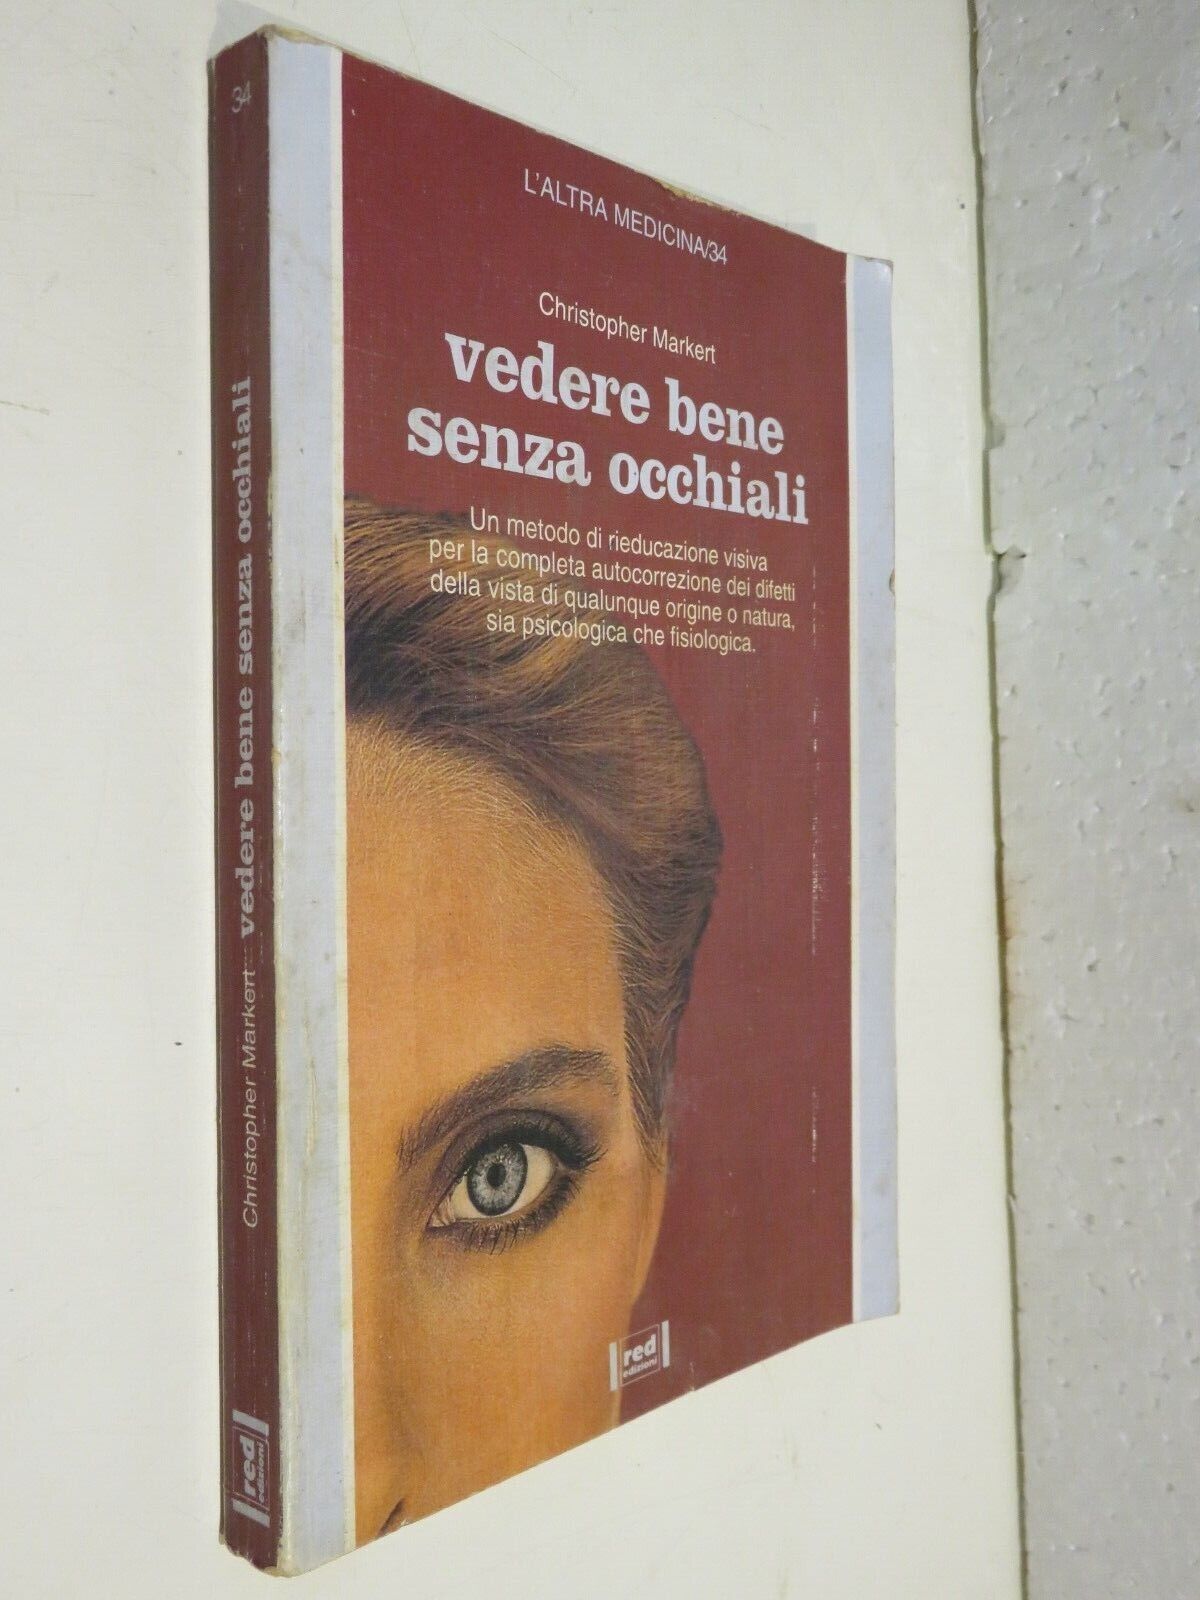 34
Christopher Markert
vedere bene senza occhiali
red
edizioni
L'ALTRA MEDICINA/34
Christopher Markert
vedere bene
senza occhiali
Un metodo di rieducazione visiva
per la completa autocorrezione dei difetti
della vista di qualunque origine o natura,
sia psicologica che fisiologica.
red
edizioni